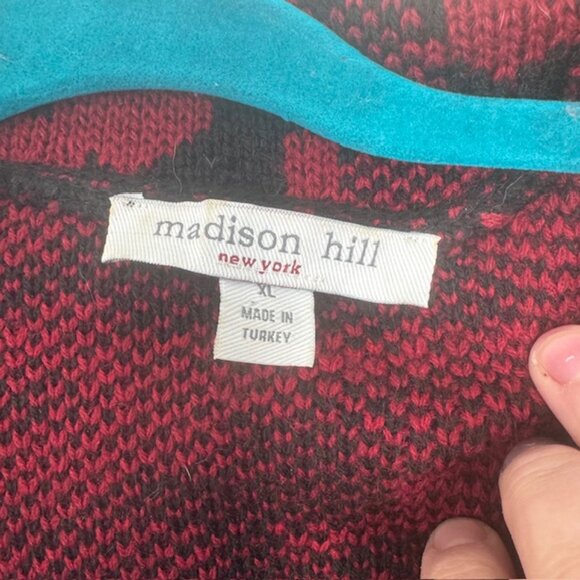 madison hill
new york
XL
MADE IN
TURKEY